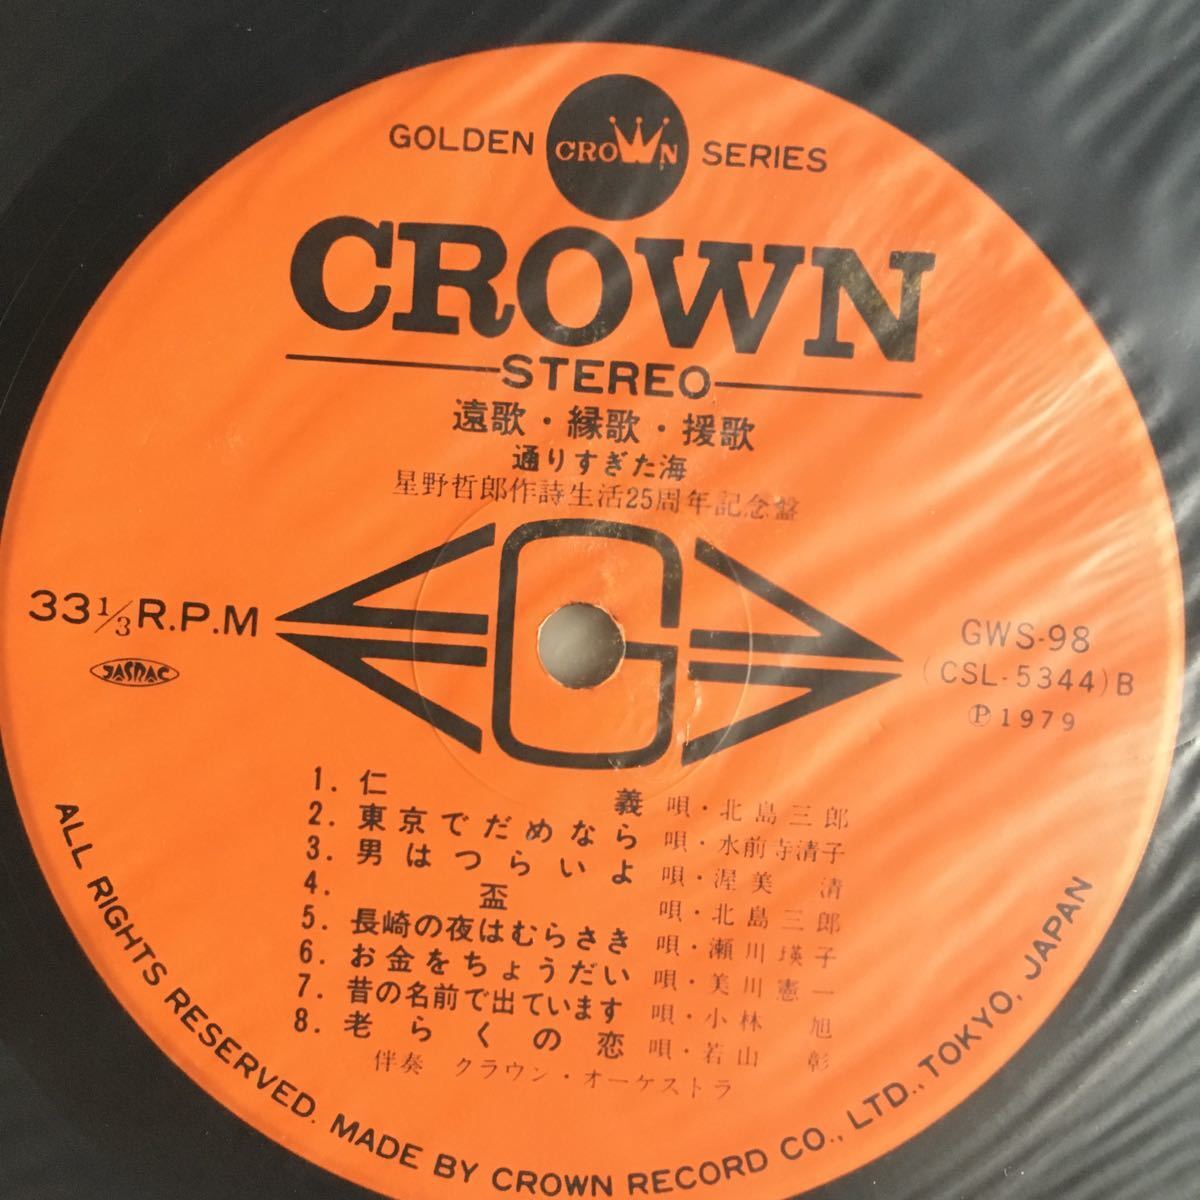 GOLDEN CROWN SERIES
CROWN
STEREO
遠歌・縁歌・援歌
通りすぎた海
星野哲郎作詩生活25周年記念盤
33 1/3 R.P.M
JASRAC
G
GWS-98
(CSL-5344)B
Ⓟ1979
1. 仁義 唄・北島三郎
2. 東京でだめなら 唄・水前寺清子
3. 男はつらいよ 唄・渥美清
4. 盃 唄・北島三郎
5. 長崎の夜はむらさき 唄・瀬川瑛子
6. お金をちょうだい 唄・美川憲一
7. 昔の名前で出ています 唄・小林旭
8. 老らくの恋 唄・若山彰
伴奏 クラウン・オーケストラ
ALL RIGHTS RESERVED. MADE BY CROWN RECORD CO., LTD., TOKYO, JAPAN